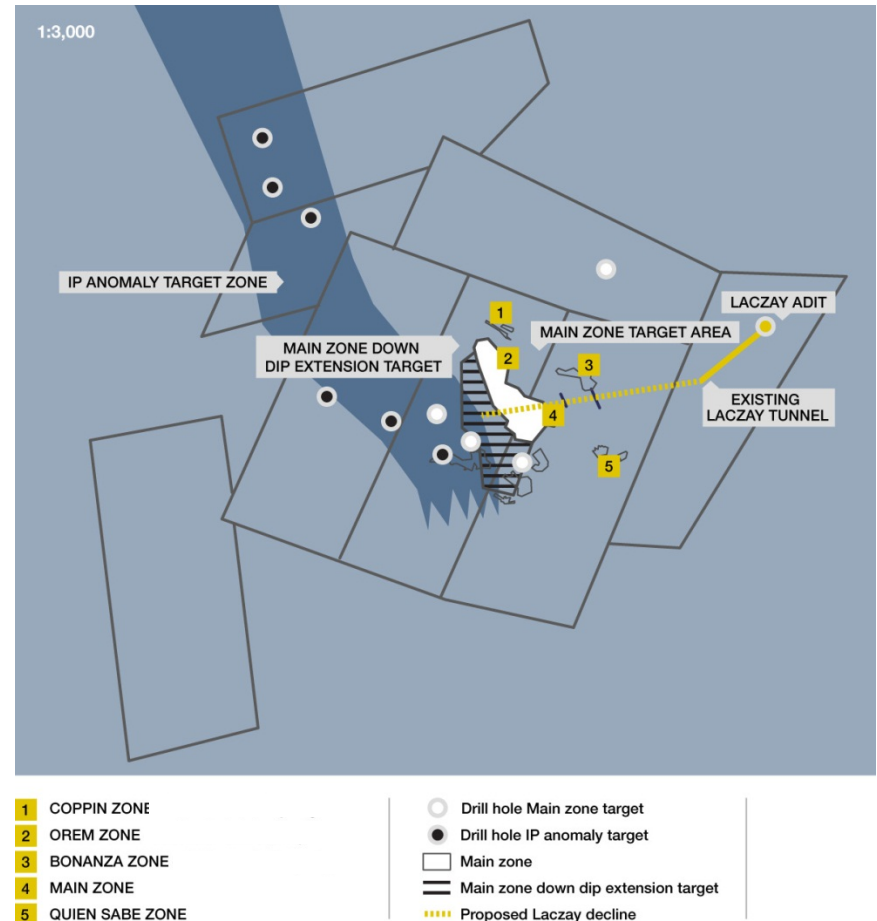 1:3,000
IP ANOMALY TARGET ZONE
MAIN ZONE DOWN
DIP EXTENSION TARGET
1
2
MAIN ZONE TARGET AREA
3
4
5
LACZAY ADIT
EXISTING
LACZAY TUNNEL
1 COPPIN ZONE
2 OREM ZONE
3 BONANZA ZONE
4 MAIN ZONE
5 QUIEN SABE ZONE
Drill hole Main zone target
Drill hole IP anomaly target
Main zone
Main zone down dip extension target
Proposed Laczay decline